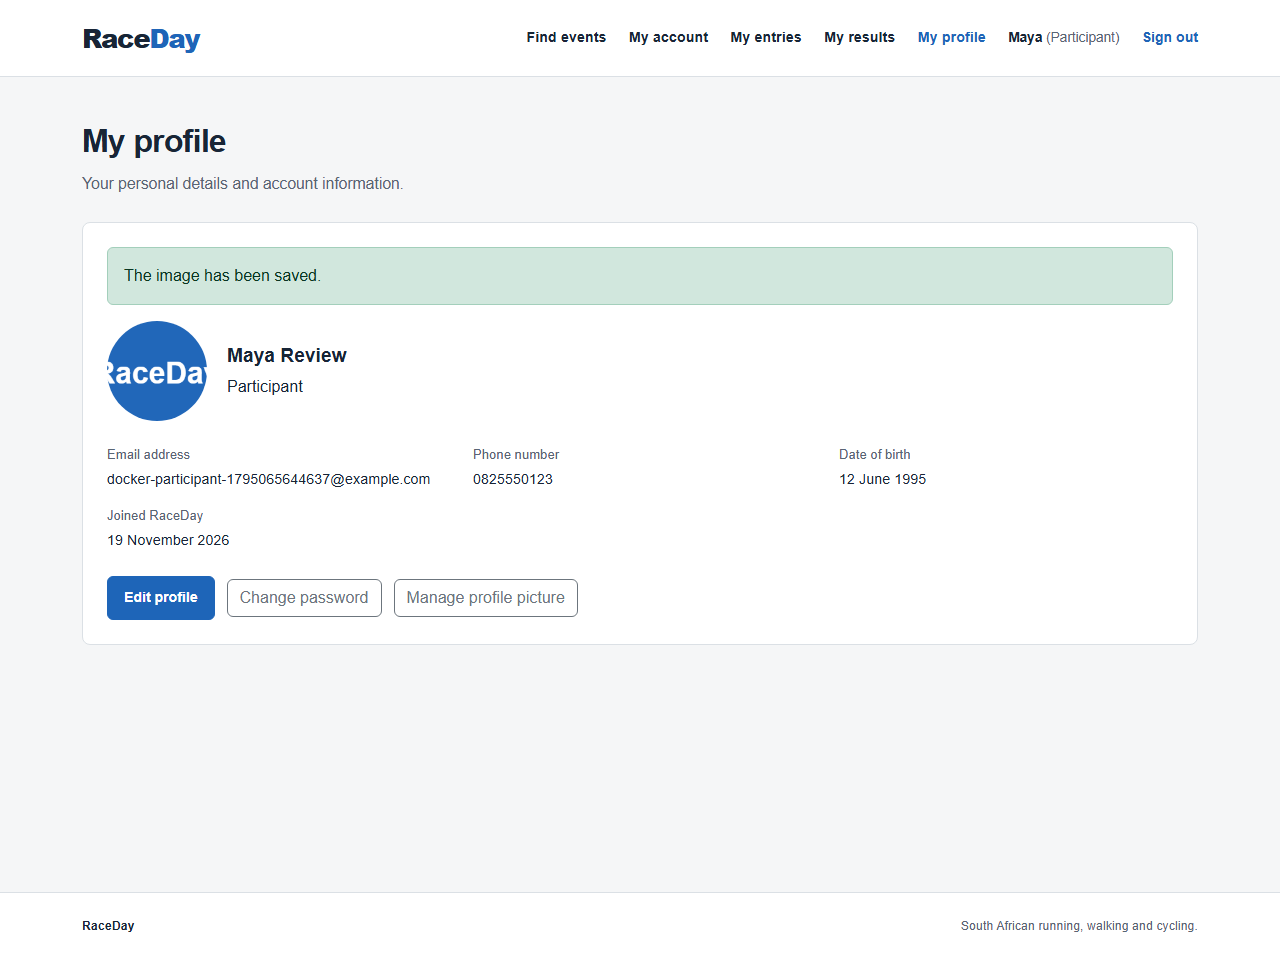 RaceDay
Find events My account My entries My results My profile Maya (Participant) Sign out
My profile
Your personal details and account information.
The image has been saved.
RaceDay
Maya Review
Participant
Email address Phone number Date of birth
docker-participant-1795065644637@example.com 0825550123 12 June 1995
Joined RaceDay
19 November 2026
Edit profile Change password Manage profile picture
RaceDay South African running, walking and cycling.